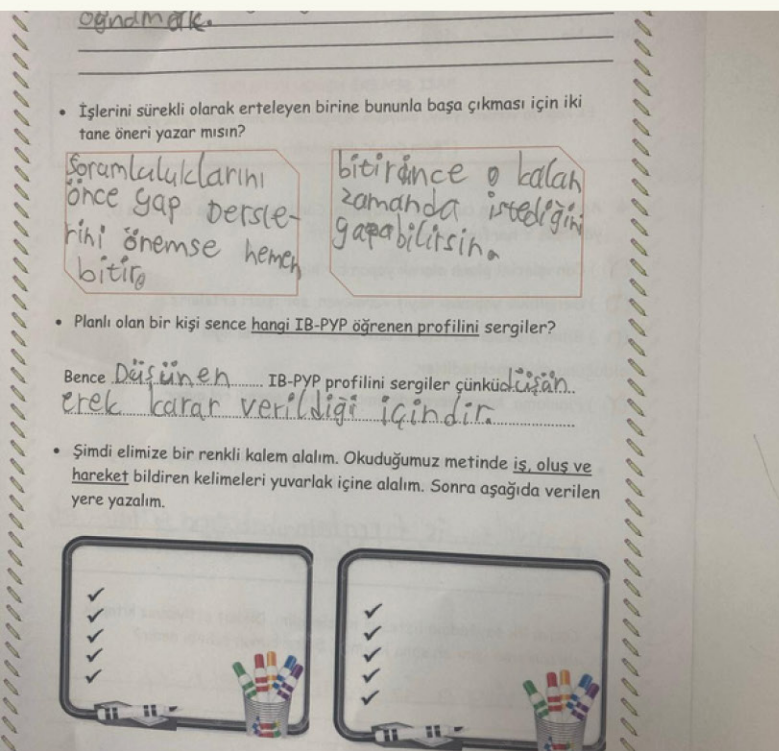 öğndmek.
• İşlerini sürekli olarak erteleyen birine bununla başa çıkması için iki
tane öneri yazar mısın?
Soramluluklarını
önce yap Dersle-
rini önemse hemen
bitir.
bitirince o kalan
zamanda istediğini
yapabilirsin.
• Planlı olan bir kişi sence hangi IB-PYP öğrenen profilini sergiler?
Bence Düşünen IB-PYP profilini sergiler çünkü düşün
erek karar verildiği içindir.
• Şimdi elimize bir renkli kalem alalım. Okuduğumuz metinde iş, oluş ve
hareket bildiren kelimeleri yuvarlak içine alalım. Sonra aşağıda verilen
yere yazalım.